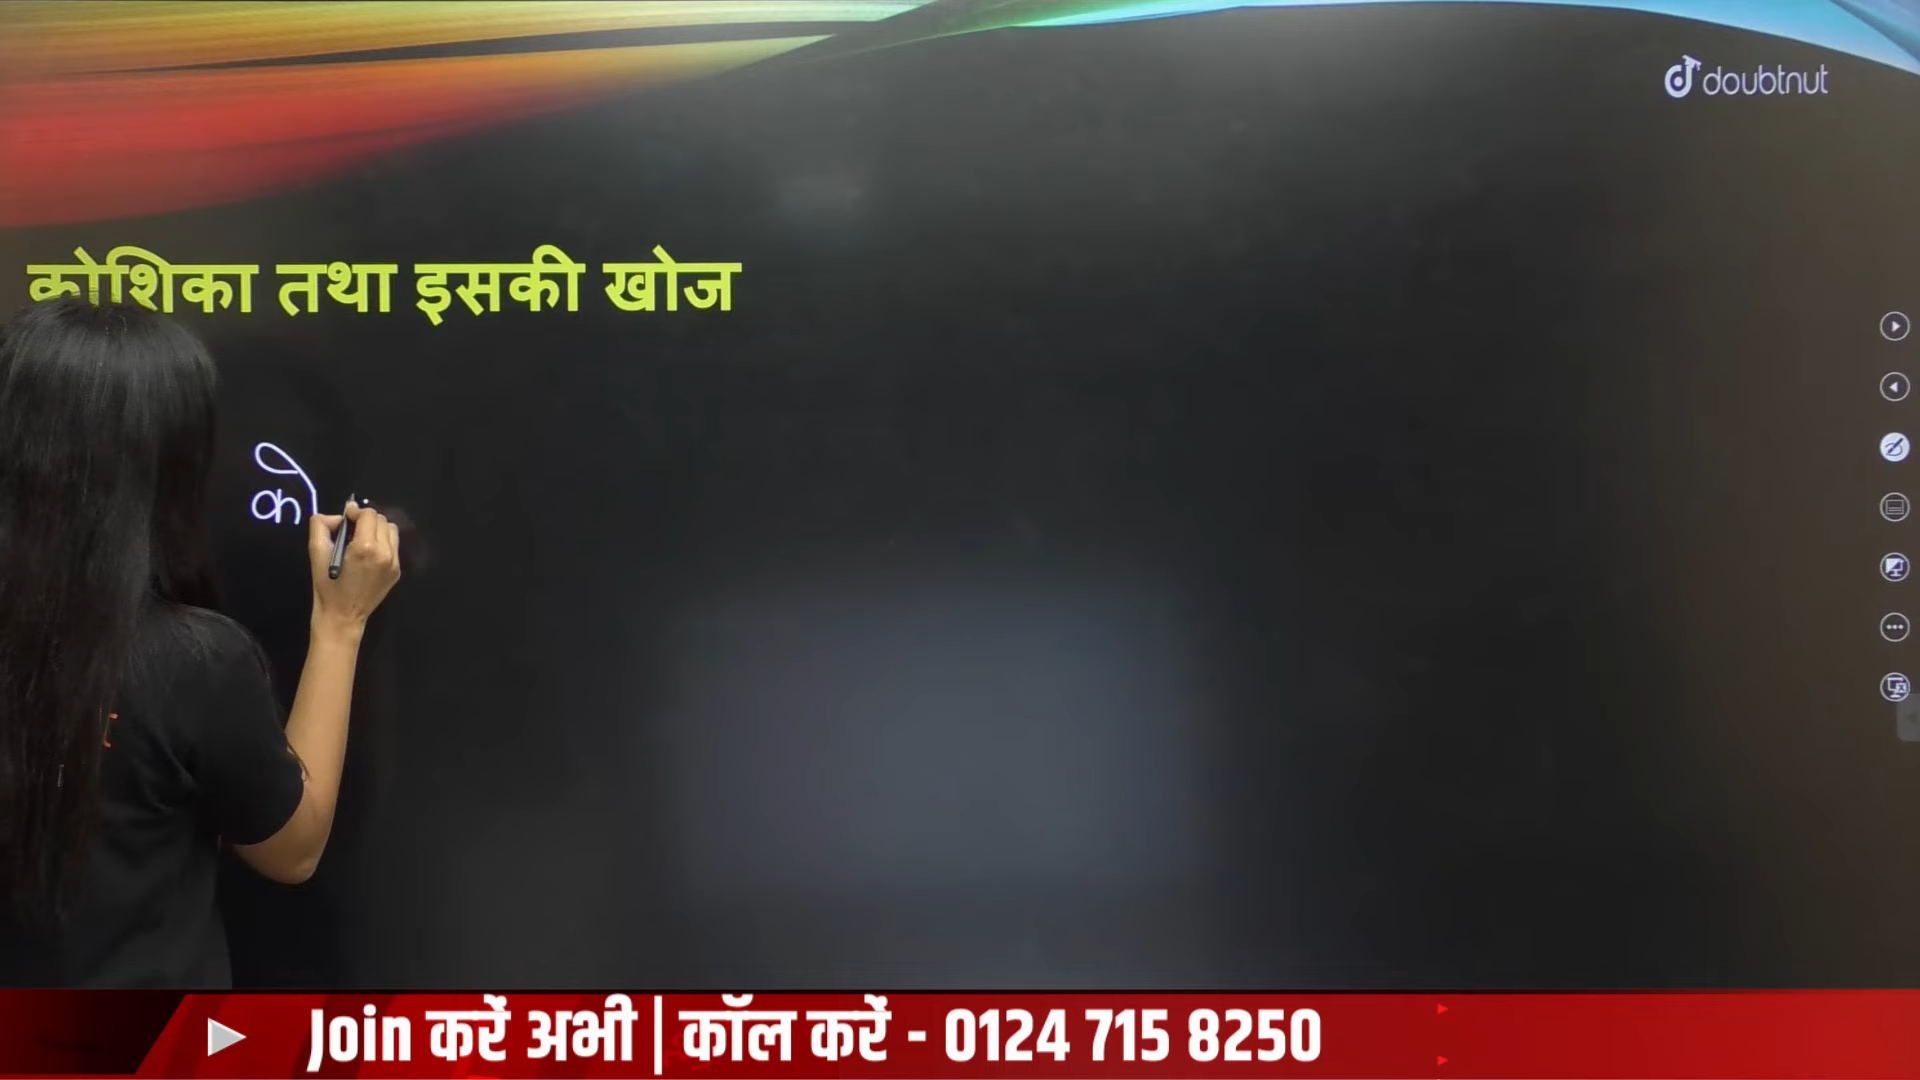 doubtnut
कोशिका तथा इसकी खोज
को
Join करें अभी | कॉल करें - 0124 715 8250